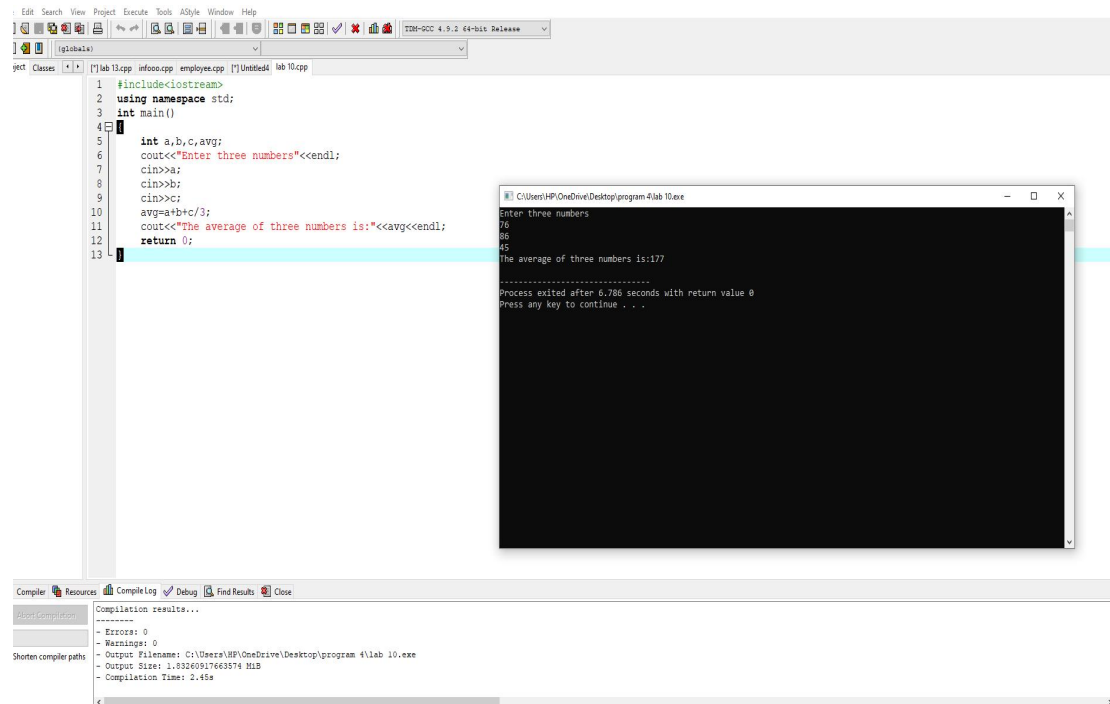 Edit Search View Project Execute Tools AStyle Window Help
TDM-GCC 4.9.2 64-bit Release
(globals)
ject Classes [*] lab 13.cpp infooo.cpp employee.cpp [*] Untitled4 lab 10.cpp
1 #include<iostream>
2 using namespace std;
3 int main()
4 {
5 int a,b,c,avg;
6 cout<<"Enter three numbers"<<endl;
7 cin>>a;
8 cin>>b;
9 cin>>c;
10 avg=a+b+c/3;
11 cout<<"The average of three numbers is:"<<avg<<endl;
12 return 0;
13 }
C:\Users\HP\OneDrive\Desktop\program 4\lab 10.exe
Enter three numbers
76
86
45
The average of three numbers is:177
--------------------------------
Process exited after 6.786 seconds with return value 0
Press any key to continue . . .
Compiler Resources Compile Log Debug Find Results Close
Abort Compilation
Shorten compiler paths
Compilation results...
--------
- Errors: 0
- Warnings: 0
- Output Filename: C:\Users\HP\OneDrive\Desktop\program 4\lab 10.exe
- Output Size: 1.83260917663574 MiB
- Compilation Time: 2.45s